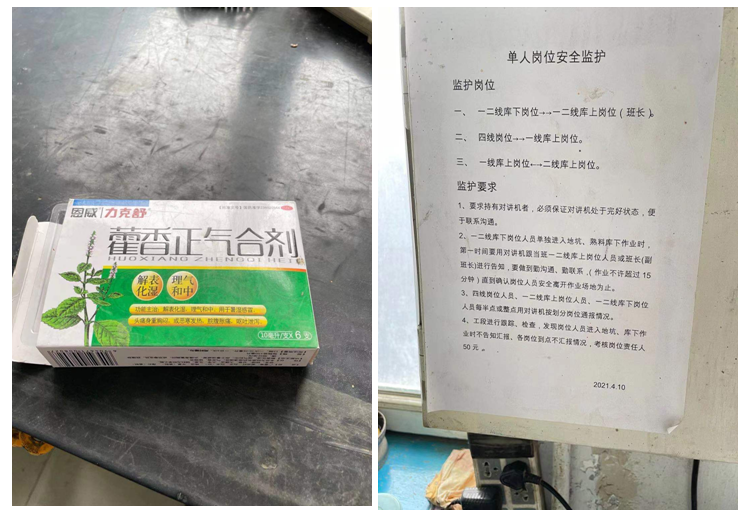 恩威 力克舒
藿香正气合剂
HUOXIANG ZHENGQI HEJI
解表 理气
化湿 和中
10毫升/支X6支
单人岗位安全监护
监护岗位
一、 一二线库下岗位→→一二线库上岗位（班长）。
二、 四线岗位→→一线库上岗位。
三、 一线库上岗位←→二线库上岗位。
监护要求
1、要求持有对讲机者，必须保证对讲机处于完好状态，便
于联系沟通。
2、一二线库下岗位人员单独进入地坑、熟料库下作业时，
第一时间要用对讲机跟当班一二线库上岗位人员或班长(副
班长)进行告知，要做到勤沟通、勤联系，（作业不许超过 15
分钟）直到确认岗位人员安全离开作业场地为止。
3、四线岗位人员、一二线库上岗位人员、一二线库下岗位
人员每半点或整点用对讲机按划分岗位通报情况。
4、工段进行跟踪、检查，发现岗位人员进入地坑、库下作
业时不告知汇报、各岗位到点不汇报情况，考核岗位责任人
50 元 。
2021.4.10